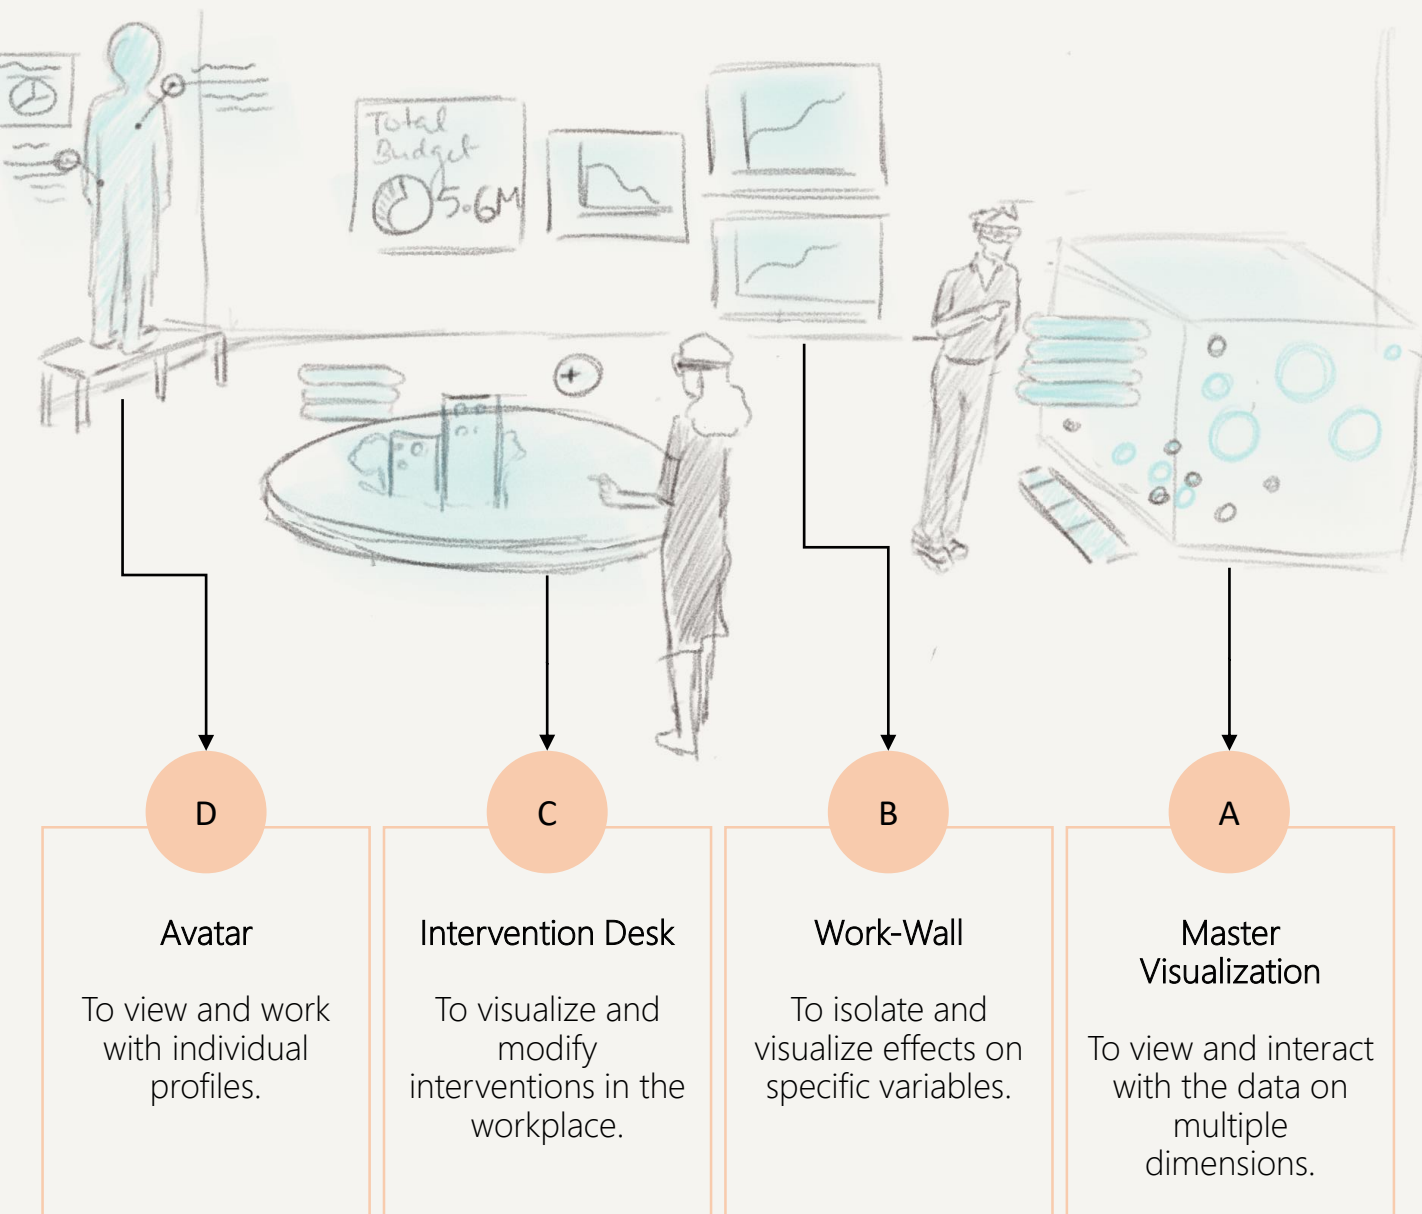 Total
Budget
5.6M
D
Avatar
To view and work
with individual
profiles.
C
Intervention Desk
To visualize and
modify
interventions in the
workplace.
B
Work-Wall
To isolate and
visualize effects on
specific variables.
A
Master
Visualization
To view and interact
with the data on
multiple
dimensions.